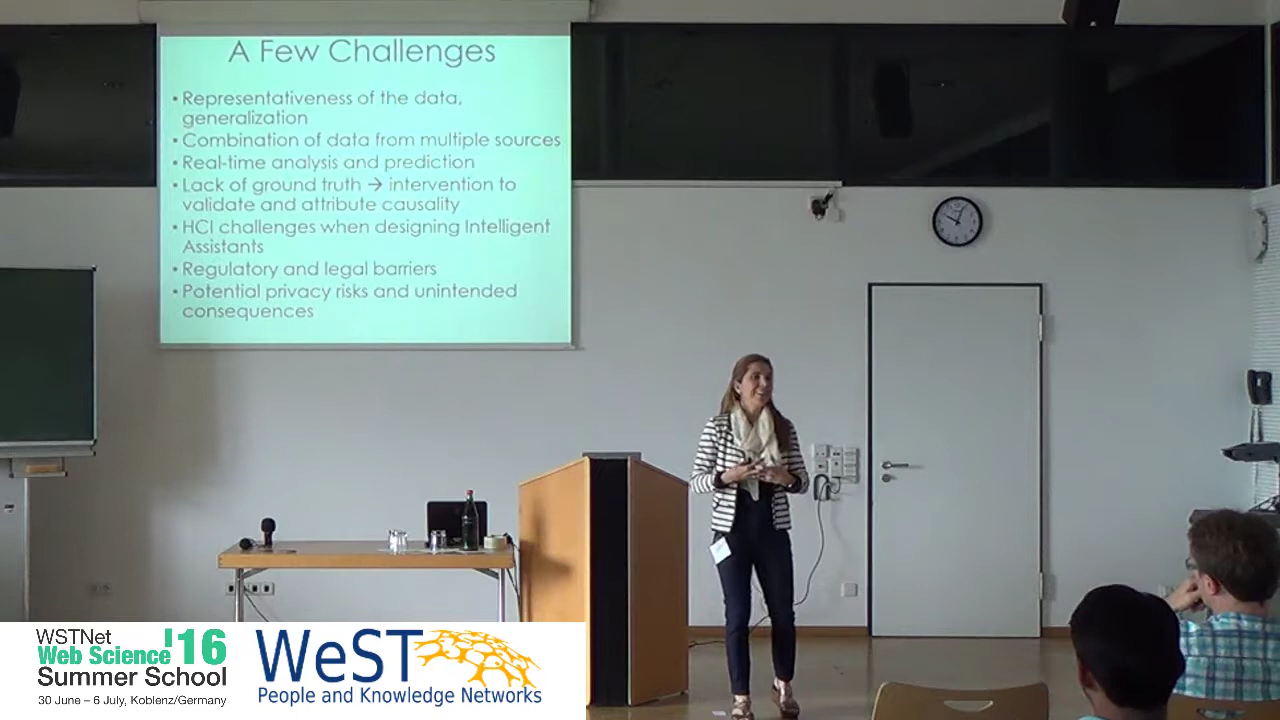 A Few Challenges
• Representativeness of the data,
generalization
• Combination of data from multiple sources
• Real-time analysis and prediction
• Lack of ground truth → intervention to
validate and attribute causality
• HCI challenges when designing Intelligent
Assistants
• Regulatory and legal barriers
• Potential privacy risks and unintended
consequences
WSTNet
Web Science '16
Summer School
30 June – 6 July, Koblenz/Germany
WeST
People and Knowledge Networks